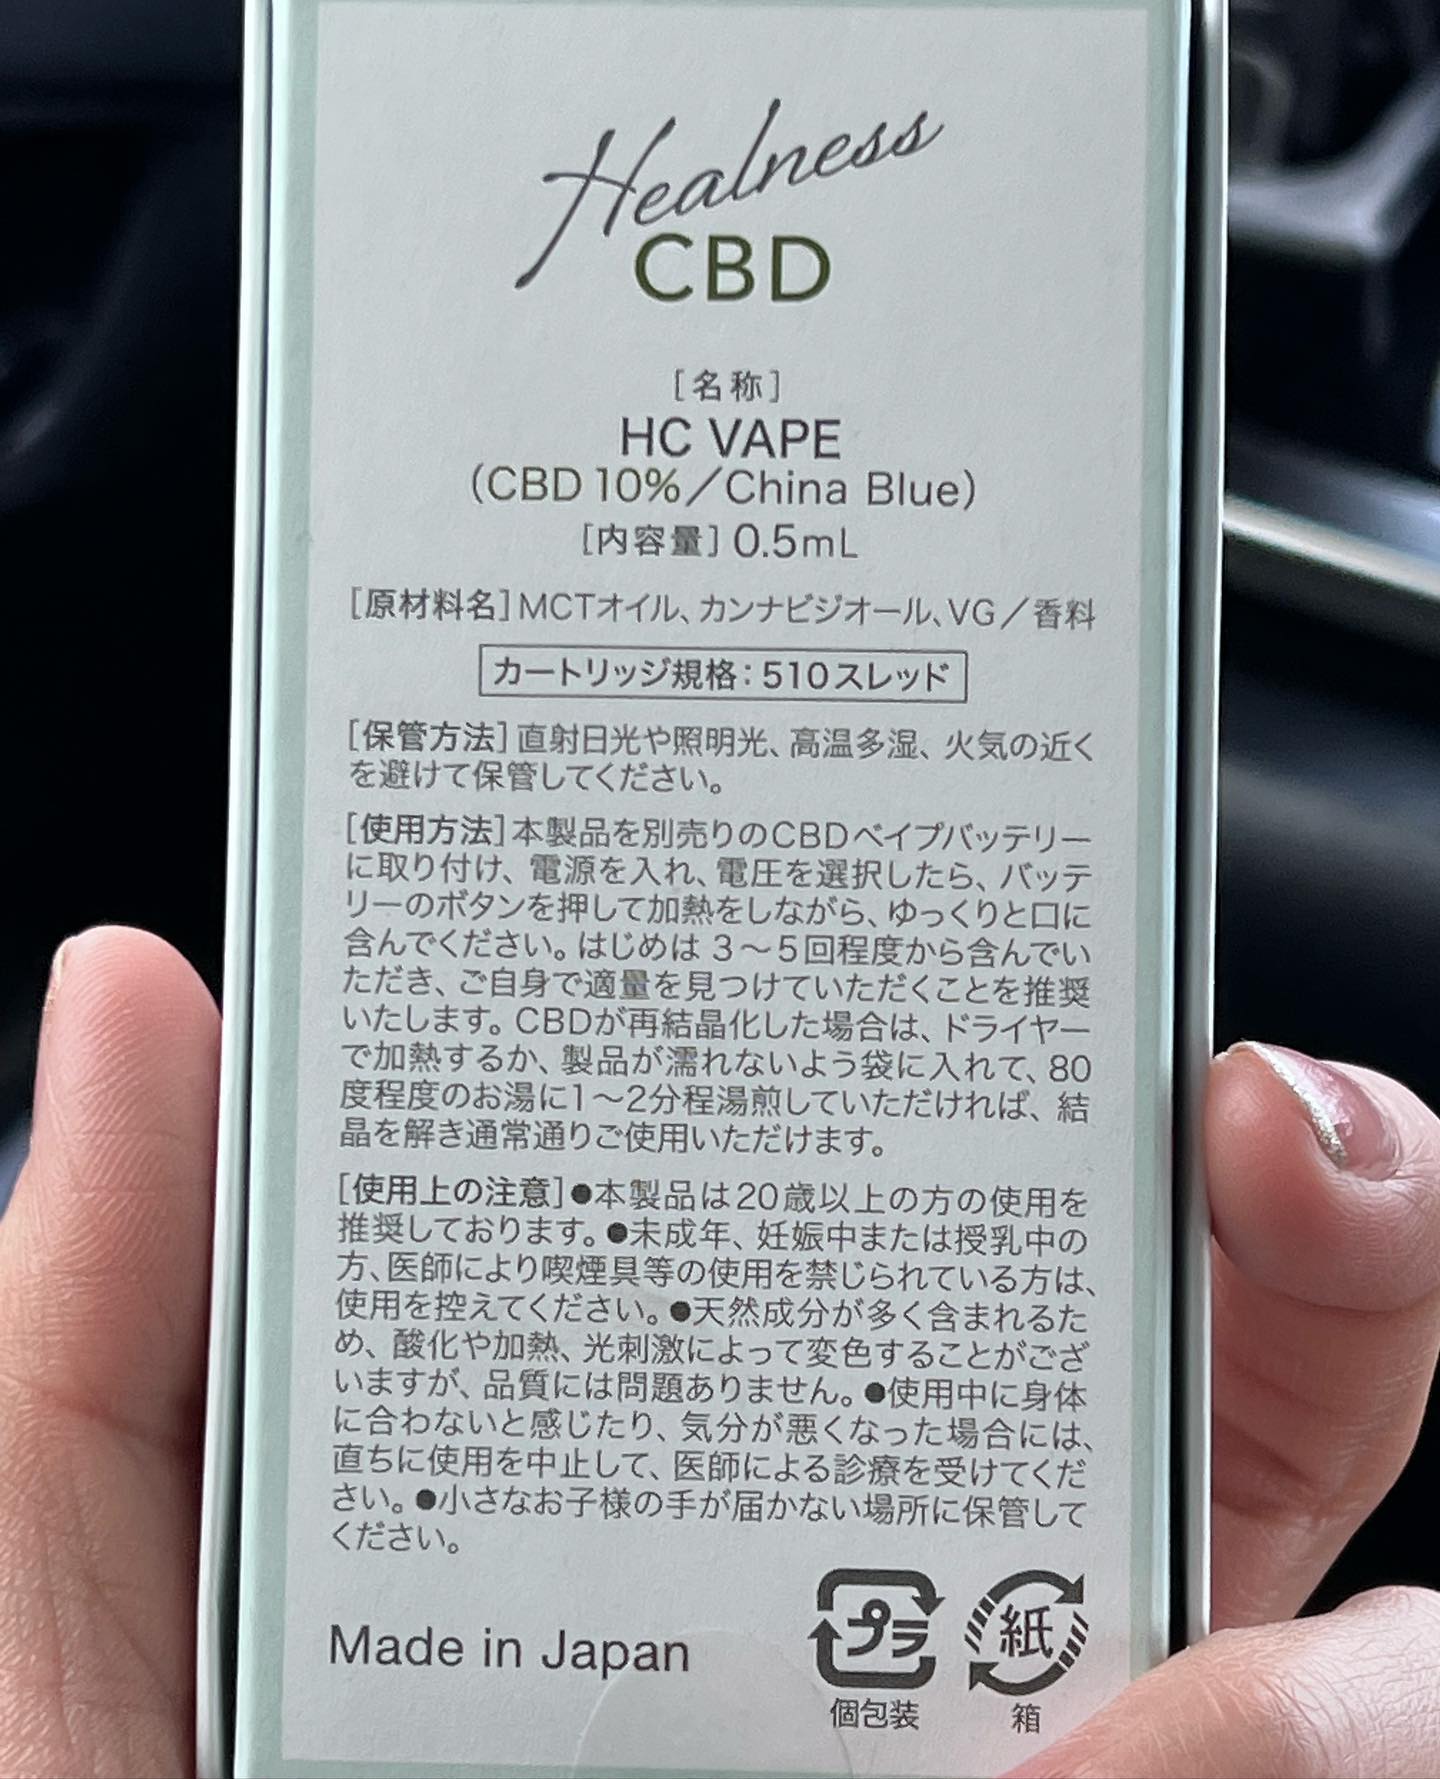 Healness
CBD
[名称]
HC VAPE
(CBD 10%/China Blue)
[内容量]0.5mL
[原材料名]MCTオイル、カンナビジオール、VG/香料
カートリッジ規格:510スレッド
[保管方法]直射日光や照明光、高温多湿、火気の近く
を避けて保管してください。
[使用方法]本製品を別売りのCBDベイプバッテリー
に取り付け、電源を入れ、電圧を選択したら、バッテ
リーのボタンを押して加熱をしながら、ゆっくりと口に
含んでください。はじめは 3〜5回程度から含んでい
ただき、ご自身で適量を見つけていただくことを推奨
いたします。CBDが再結晶化した場合は、ドライヤー
で加熱するか、製品が濡れないよう袋に入れて、80
度程度のお湯に1〜2分程湯煎していただければ、結
晶を解き通常通りご使用いただけます。
[使用上の注意]●本製品は20歳以上の方の使用を
推奨しております。●未成年、妊娠中または授乳中の
方、医師により喫煙具等の使用を禁じられている方は、
使用を控えてください。●天然成分が多く含まれるた
め、酸化や加熱、光刺激によって変色することがござ
いますが、品質には問題ありません。●使用中に身体
に合わないと感じたり、気分が悪くなった場合には、
直ちに使用を中止して、医師による診療を受けてくだ
さい。●小さなお子様の手が届かない場所に保管して
ください。
Made in Japan
プラ
個包装
紙
箱